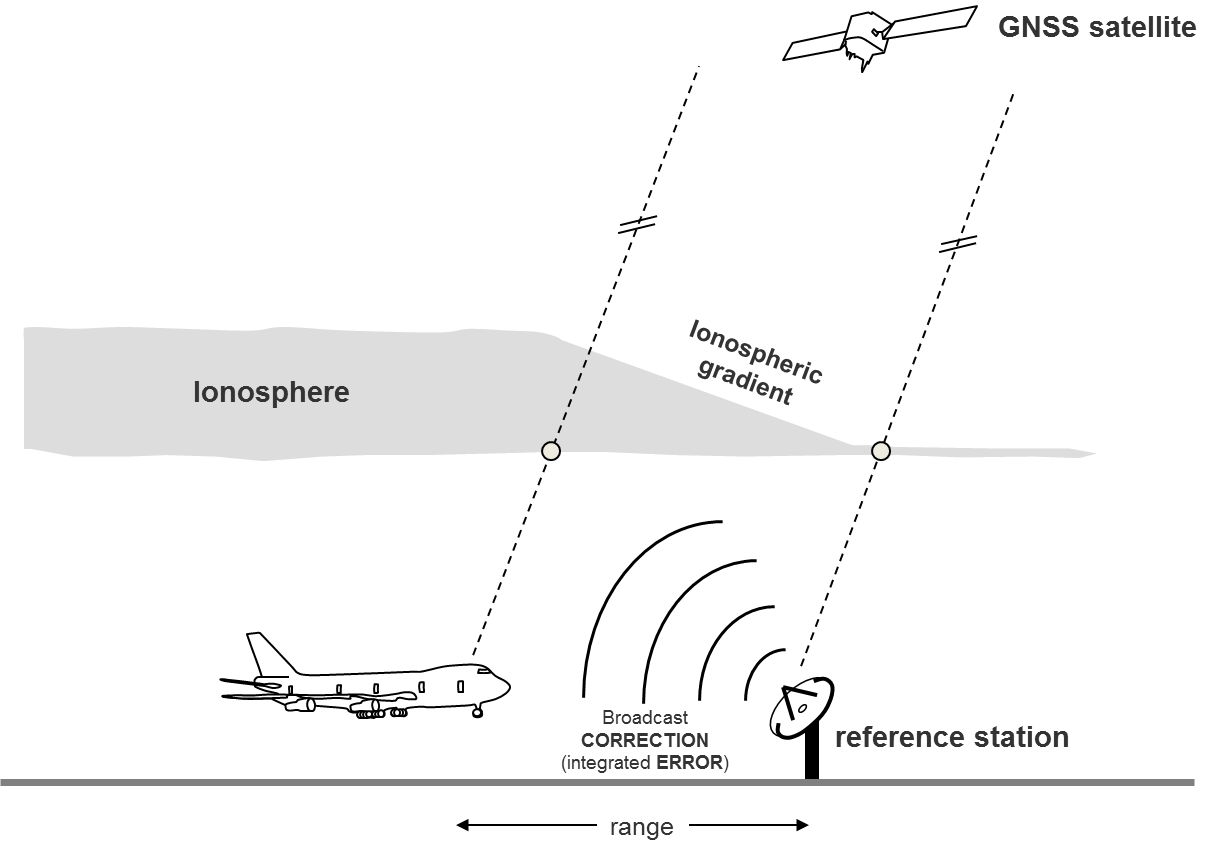 GNSS satellite
Ionospheric
gradient
Ionosphere
Broadcast
CORRECTION
(integrated ERROR)
reference station
range